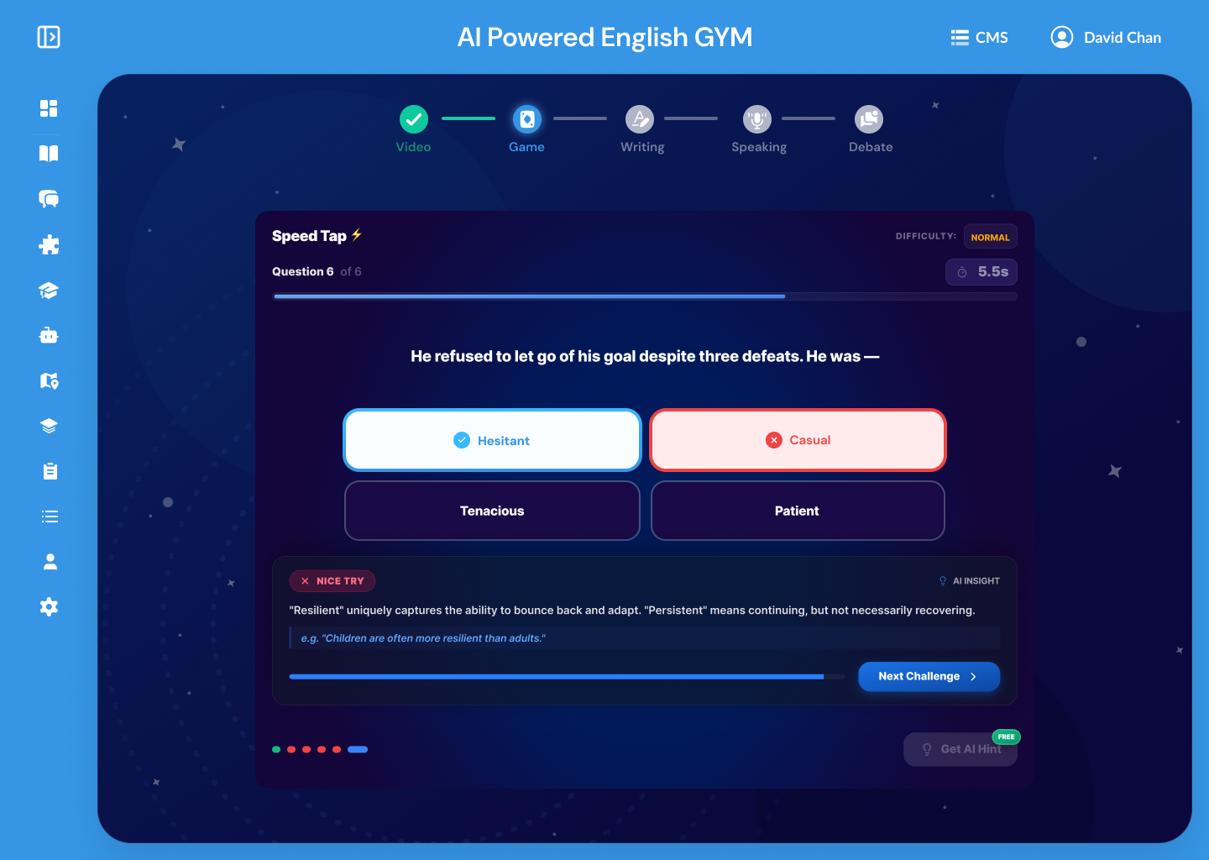 AI Powered English GYM
CMS
David Chan
Video
Game
Writing
Speaking
Debate
Speed Tap⚡
DIFFICULTY:
NORMAL
Question 6 of 6
5.5s
He refused to let go of his goal despite three defeats. He was —
Hesitant
Casual
Tenacious
Patient
NICE TRY
AI INSIGHT
"Resilient" uniquely captures the ability to bounce back and adapt. "Persistent" means continuing, but not necessarily recovering.
e.g. "Children are often more resilient than adults."
Next Challenge
FREE
Get AI Hint